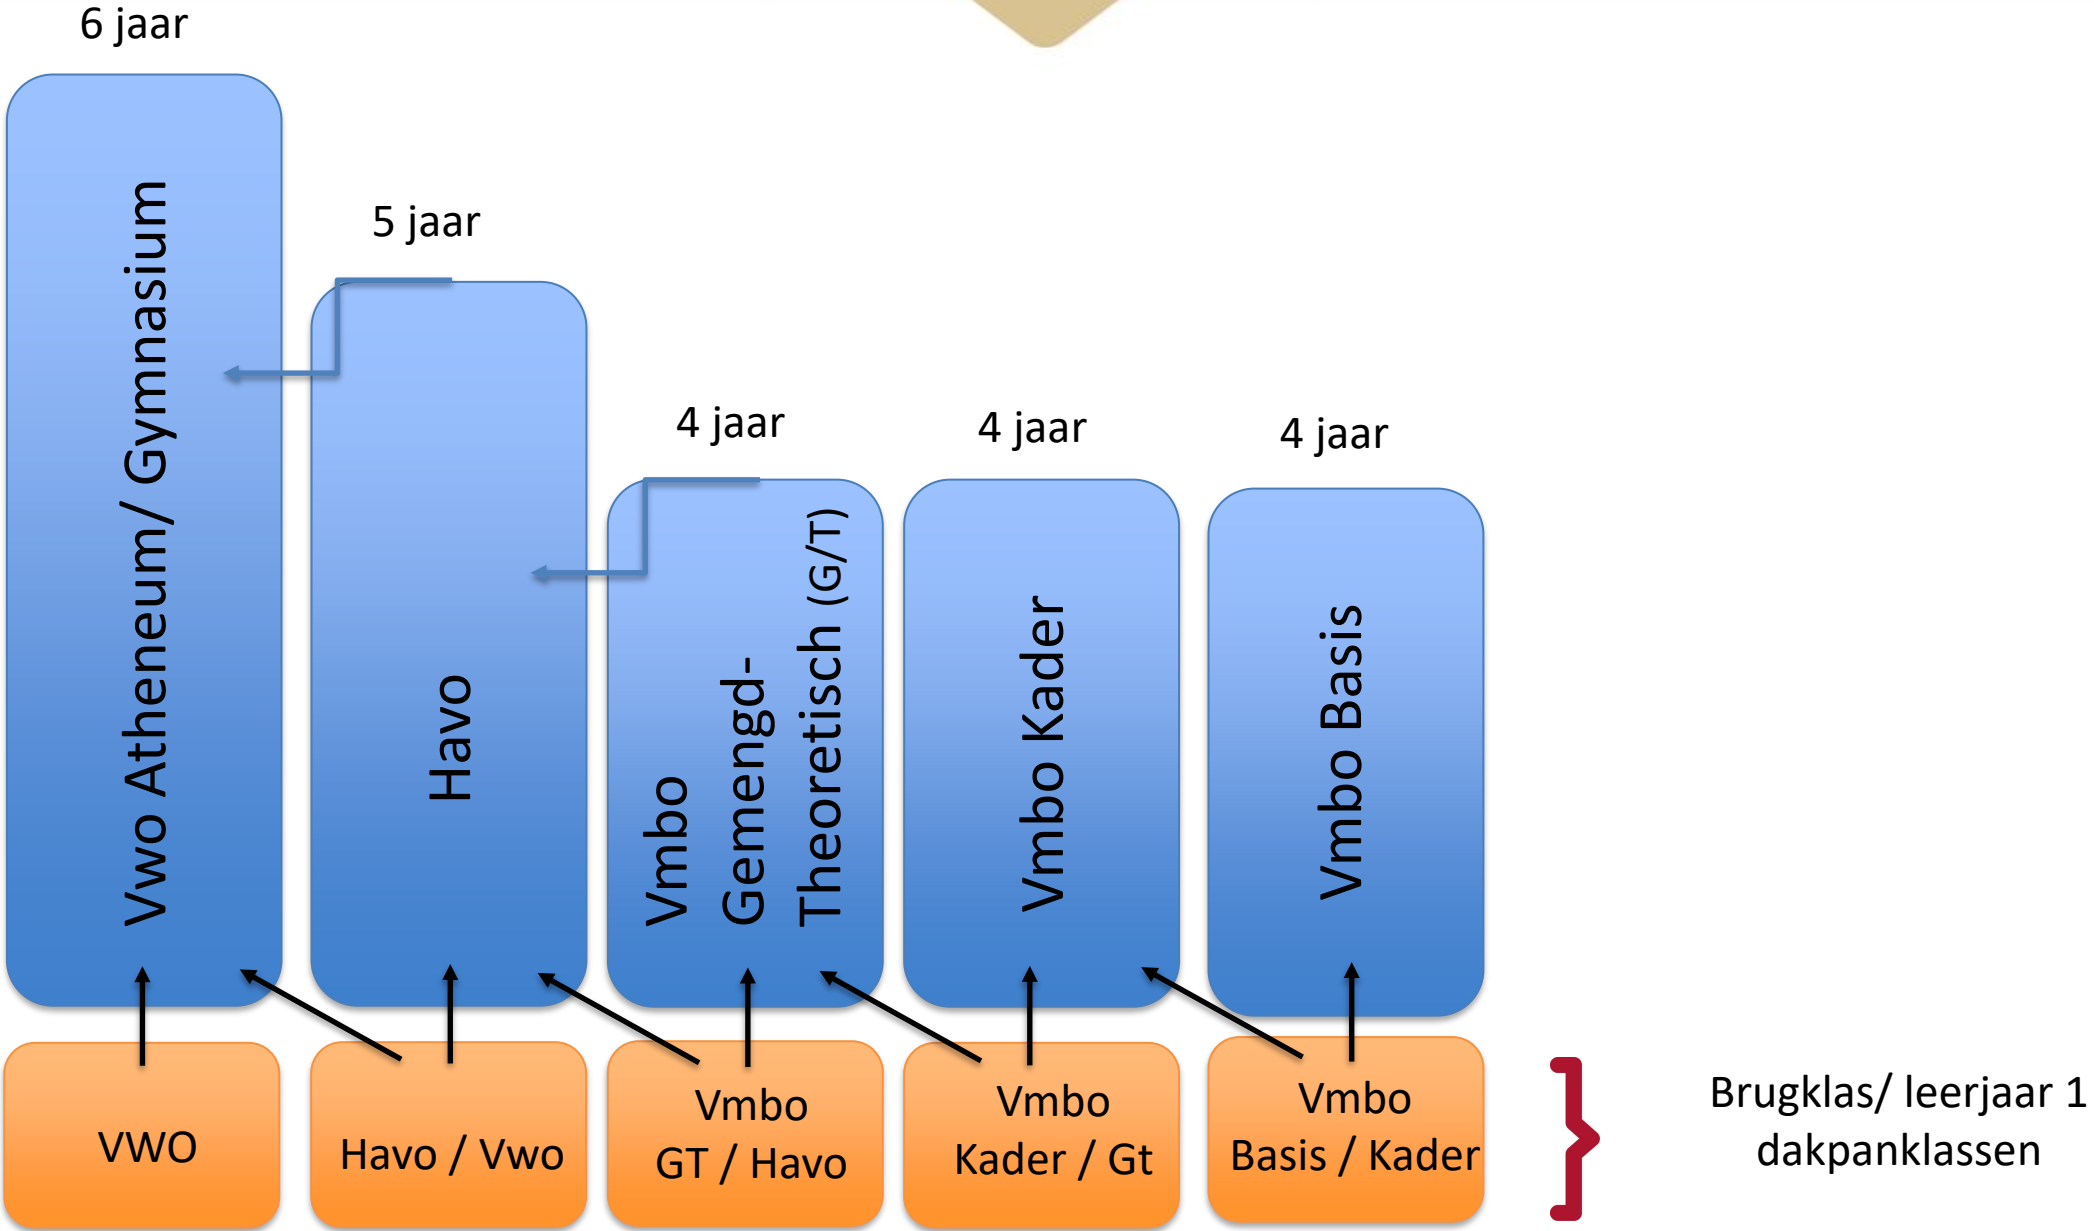 6 jaar
5 jaar
4 jaar
4 jaar
4 jaar
Vwo Atheneum/ Gymnasium
Havo
Vmbo
Gemengd-
Theoretisch (G/T)
Vmbo Kader
Vmbo Basis
VWO
Havo / Vwo
Vmbo
GT / Havo
Vmbo
Kader / Gt
Vmbo
Basis / Kader
Brugklas/ leerjaar 1
dakpanklassen